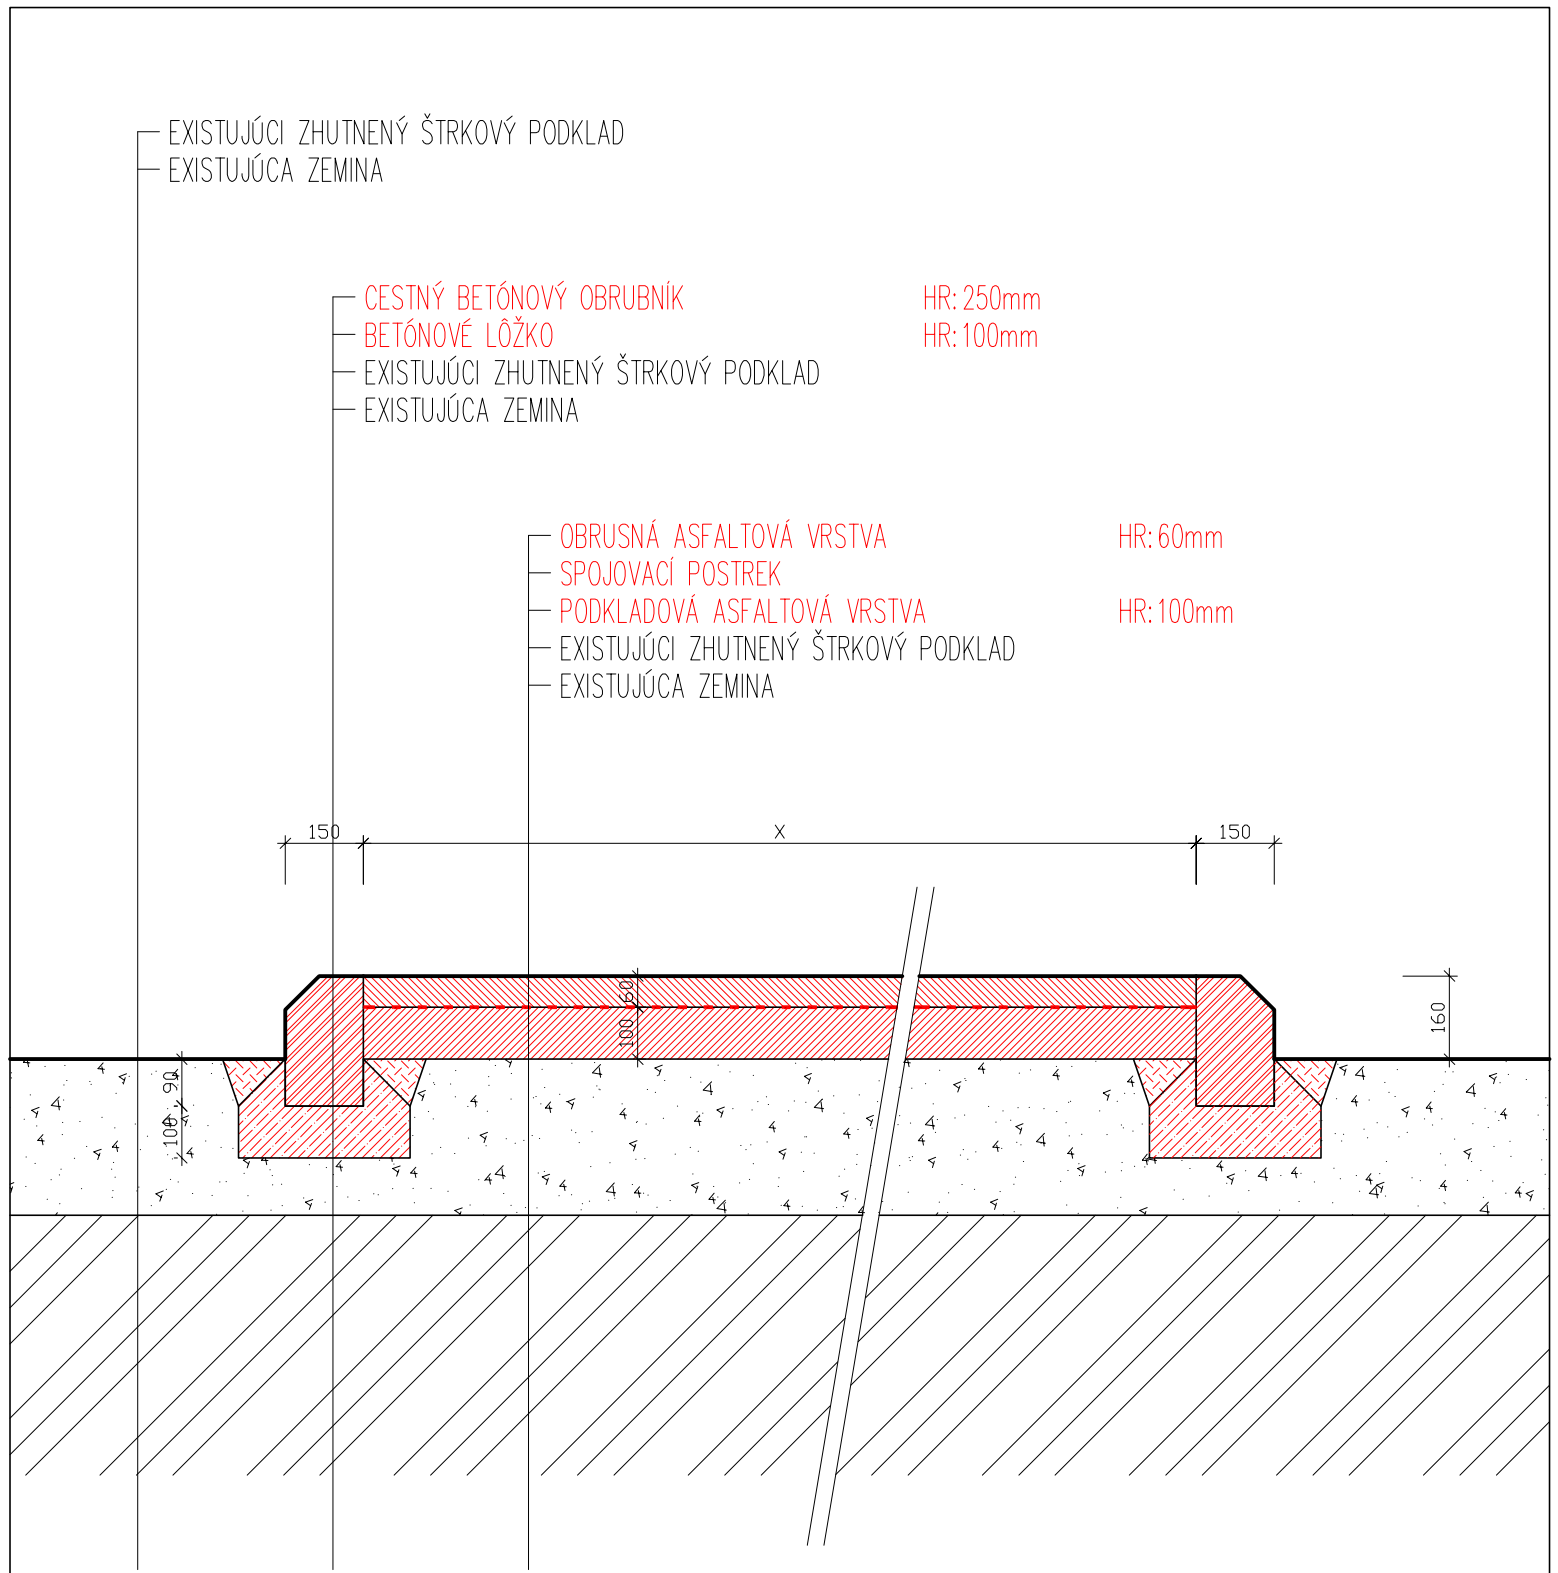 EXISTUJÚCI ZHUTNENÝ ŠTRKOVÝ PODKLAD
EXISTUJÚCA ZEMINA
CESTNÝ BETÓNOVÝ OBRUBNÍK HR: 250mm
BETÓNOVÉ LÔŽKO HR: 100mm
EXISTUJÚCI ZHUTNENÝ ŠTRKOVÝ PODKLAD
EXISTUJÚCA ZEMINA
OBRUSNÁ ASFALTOVÁ VRSTVA HR: 60mm
SPOJOVACÍ POSTREK
PODKLADOVÁ ASFALTOVÁ VRSTVA HR: 100mm
EXISTUJÚCI ZHUTNENÝ ŠTRKOVÝ PODKLAD
EXISTUJÚCA ZEMINA
150 X 150
60
100
160
90
100